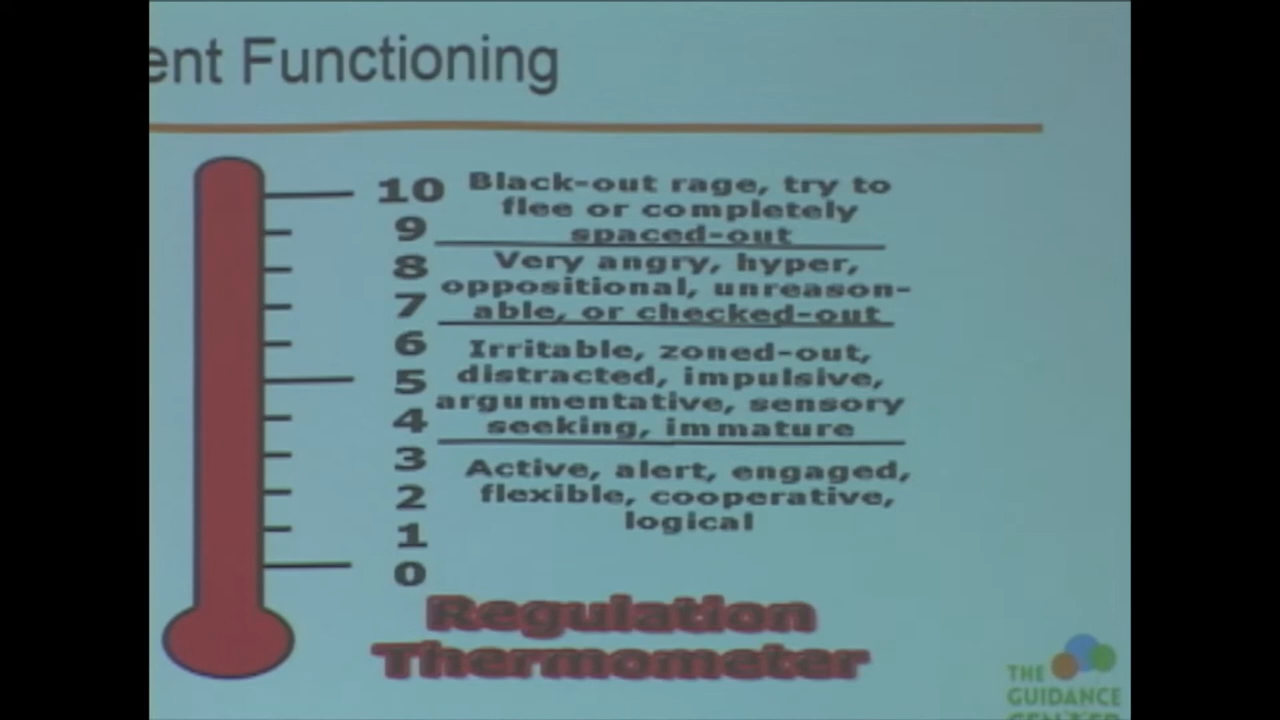 ent Functioning
10 Black-out rage, try to
flee or completely
9 spaced-out
8 Very angry, hyper,
oppositional, unreason-
7 able, or checked-out
6 Irritable, zoned-out,
5 distracted, impulsive,
4 argumentative, sensory
seeking, immature
3 Active, alert, engaged,
2 flexible, cooperative,
1 logical
0
Regulation
Thermometer
THE
GUIDANCE
CENTER